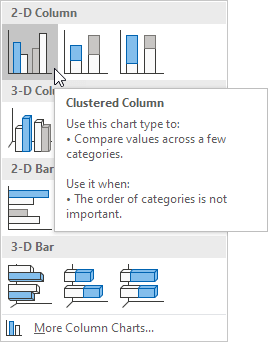 2-D Column
3-D Colu
Clustered Column
Use this chart type to:
• Compare values across a few
categories.
Use it when:
• The order of categories is not
important.
2-D Bar
3-D Bar
More Column Charts...